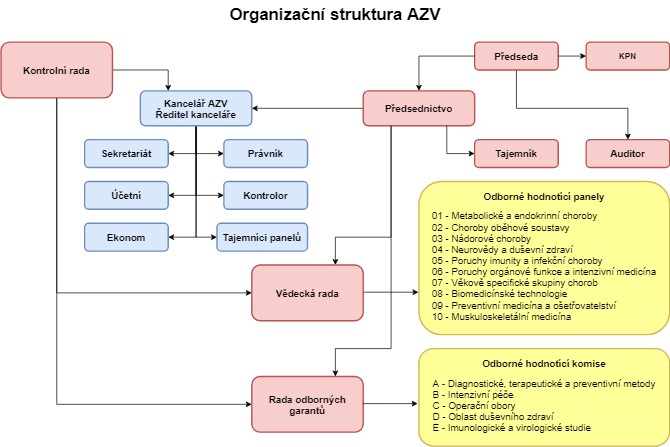 Organizační struktura AZV
Kontrolní rada
Předseda
KPN
Kancelář AZV
Ředitel kanceláře
Předsednictvo
Sekretariát
Právník
Tajemník
Auditor
Účetní
Kontrolor
Ekonom
Tajemníci panelů
Odborné hodnotící panely
01 - Metabolické a endokrinní choroby
02 - Choroby oběhové soustavy
03 - Nádorové choroby
04 - Neurovědy a duševní zdraví
05 - Poruchy imunity a infekční choroby
06 - Poruchy orgánové funkce a intenzivní medicína
07 - Věkově specifické skupiny chorob
08 - Biomedicínské technologie
09 - Preventivní medicína a ošetřovatelství
10 - Muskuloskeletální medicína
Vědecká rada
Odborné hodnotící komise
A - Diagnostické, terapeutické a preventivní metody
B - Intenzivní péče
C - Operační obory
D - Oblast duševního zdraví
E - Imunologické a virologické studie
Rada odborných
garantů